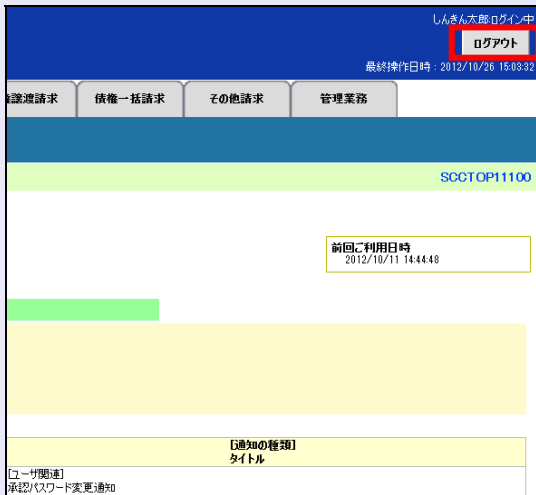 しんきん太郎:ログイン中
ログアウト
最終操作日時：2012/10/26 15:03:32
譲渡請求
債権一括請求
その他請求
管理業務
SCCTOP11100
前回ご利用日時
2012/10/11 14:44:48
[通知の種類]
タイトル
[ユーザ関連]
承認パスワード変更通知